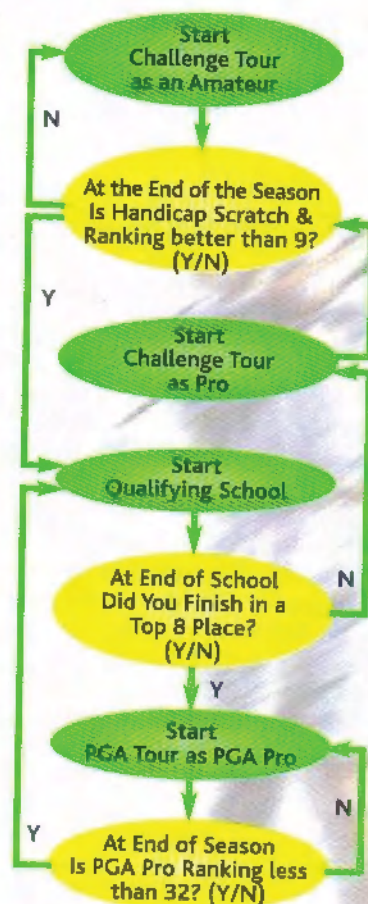 Start
Challenge Tour
as an Amateur
N
At the End of the Season
Is Handicap Scratch &
Ranking better than 9?
(Y/N)
Y
Start
Challenge Tour
as Pro
Start
Qualifying School
At End of School
Did You Finish in a
Top 8 Place?
(Y/N)
N
Y
Start
PGA Tour as PGA Pro
N
Y
At End of Season
Is PGA Pro Ranking less
than 32? (Y/N)